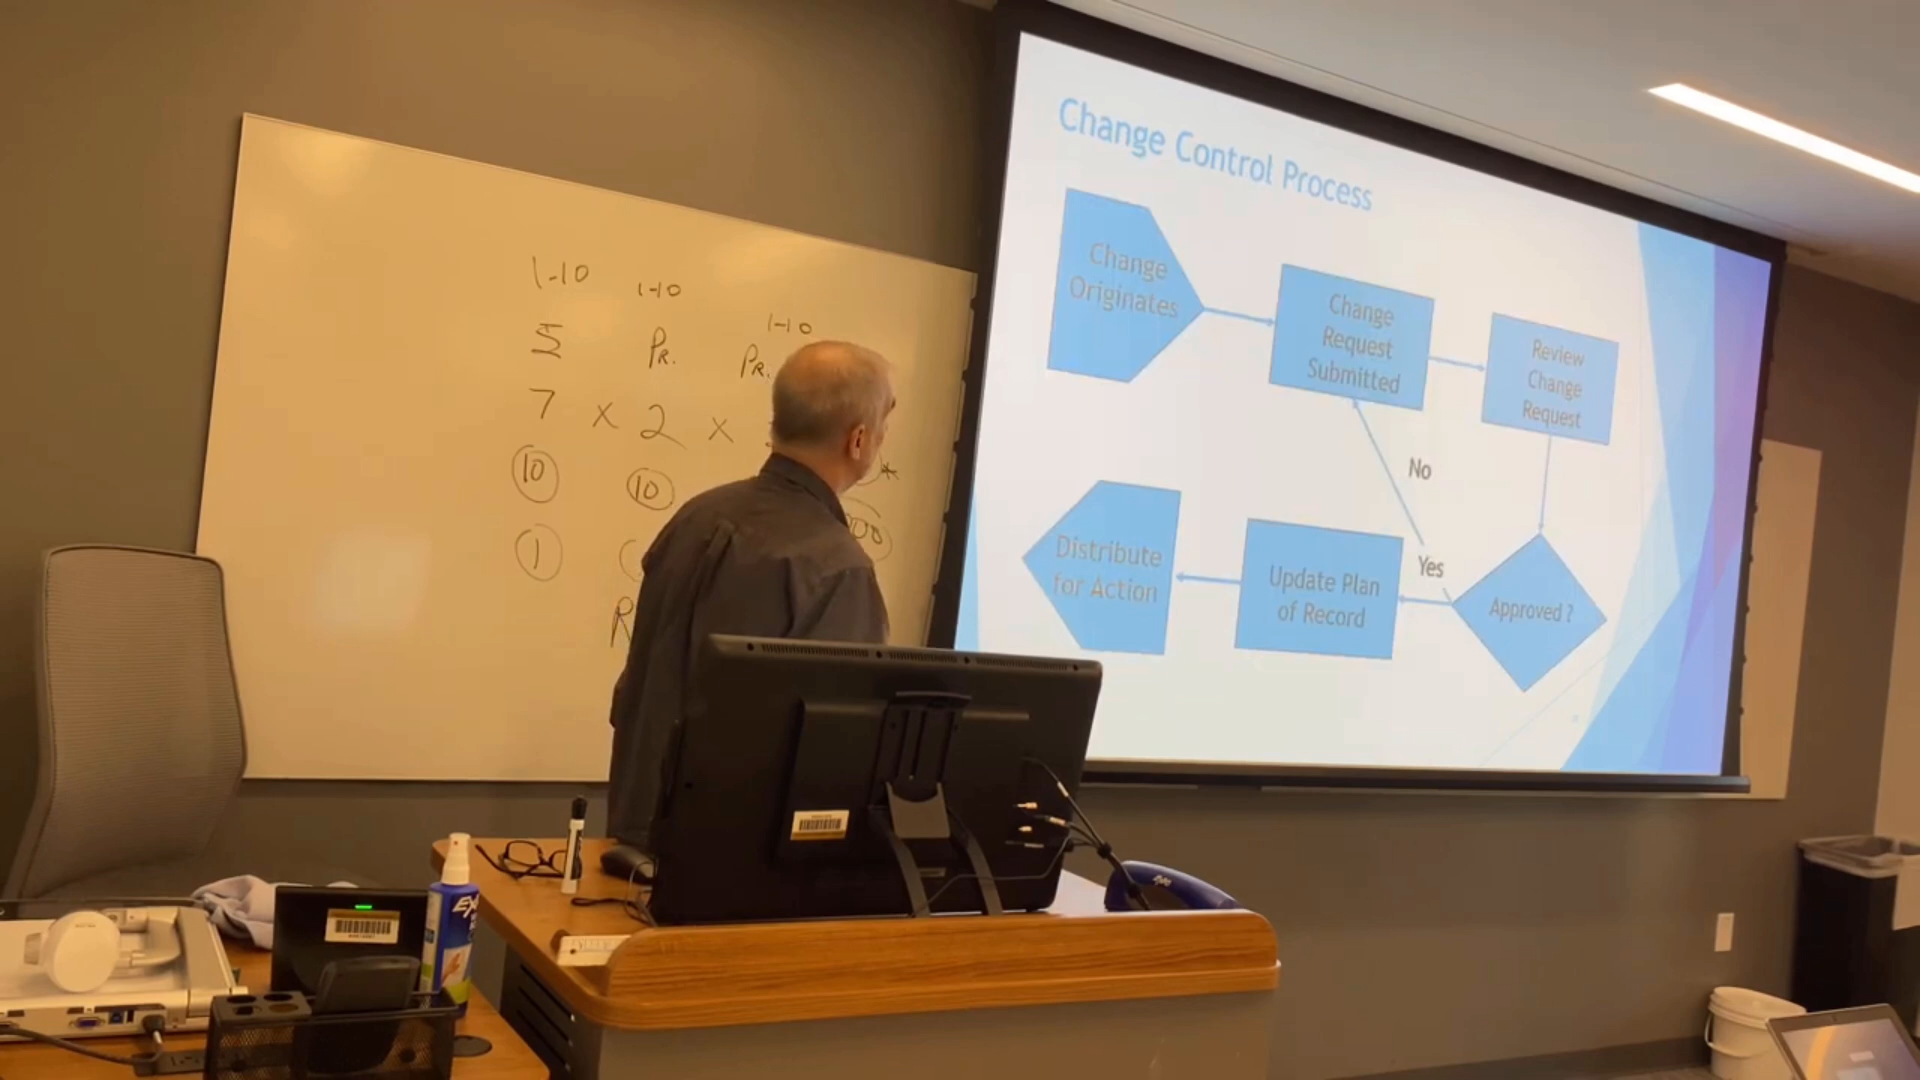 1-10
1-10
1-10
S
PR.
PR.
7 x 2 x
10
10
*
1
R
Change Control Process
Change
Originates
Change
Request
Submitted
Review
Change
Request
No
Yes
Approved ?
Update Plan
of Record
Distribute
for Action